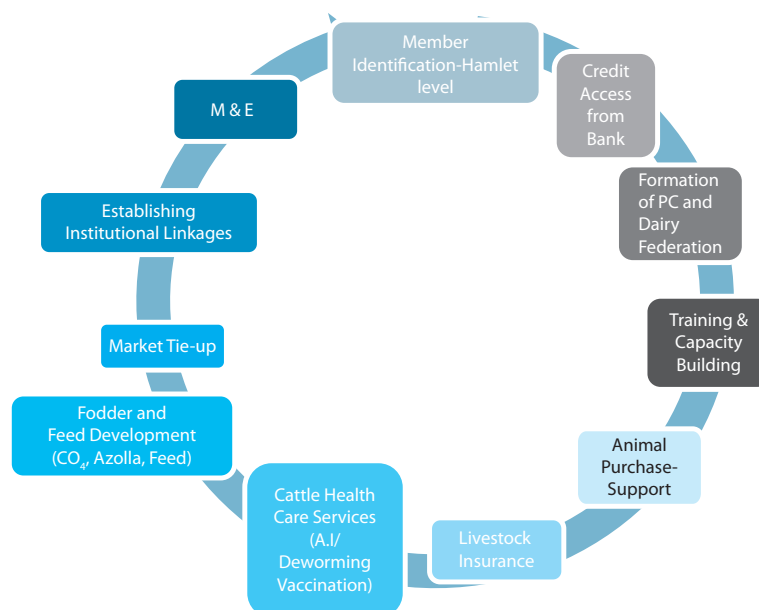 Member
Identification-Hamlet
level
Credit
Access
from
Bank
Formation
of PC and
Dairy
Federation
Training &
Capacity
Building
Animal
Purchase-
Support
Livestock
Insurance
Cattle Health
Care Services
(A.I/
Deworming
Vaccination)
Fodder and
Feed Development
(CO₄, Azolla, Feed)
Market Tie-up
Establishing
Institutional Linkages
M & E